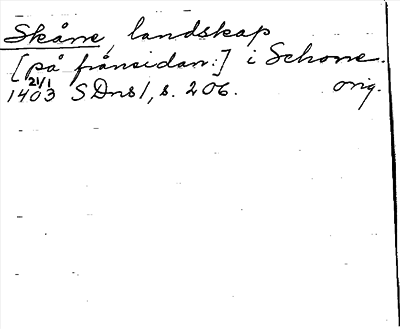 Skåne, landskap
[på frånsidan:] i Schone.
21/1
1403 SDns 1, s. 206. orig.